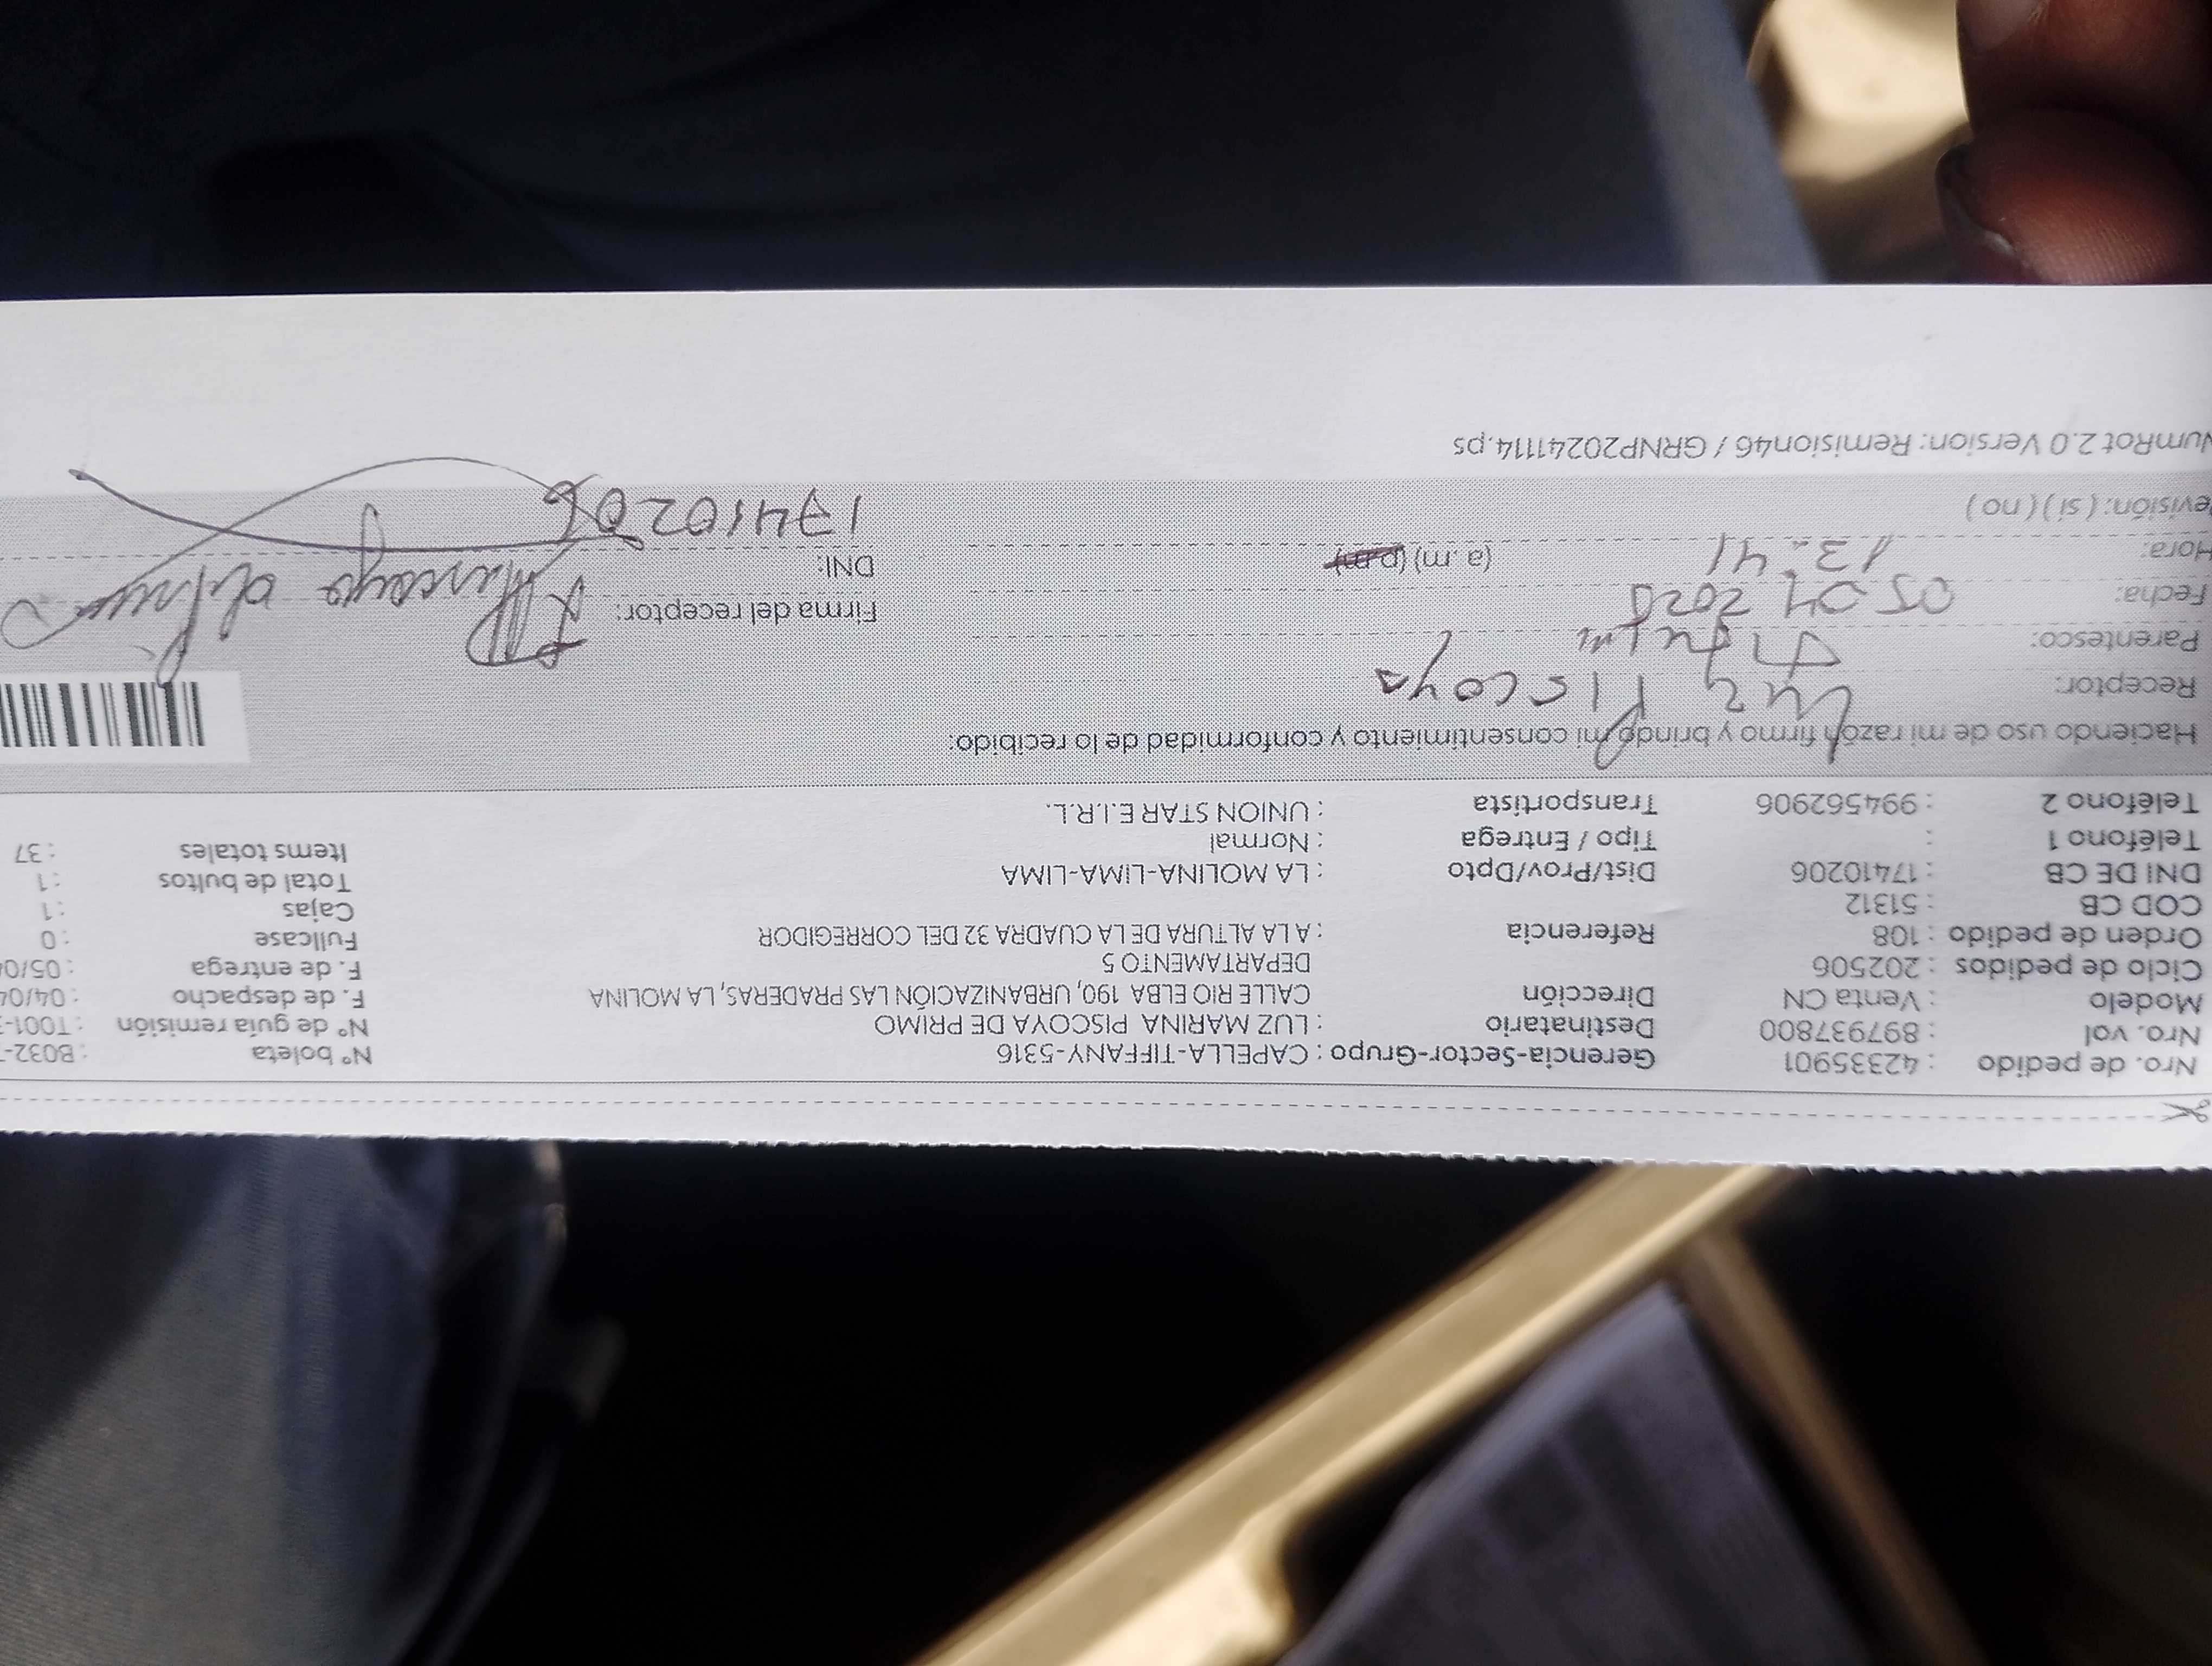 Nro. de pedido : 42335901 Gerencia-Sector-Grupo : CAPELLA-TIFFANY-5316 Nº boleta : B032-
Nro. vol : 897937800 Destinatario : LUZ MARINA PISCOYA DE PRIMO Nº de guía remisión : T001-
Modelo : Venta CN Dirección CALLE RIO ELBA 190, URBANIZACIÓN LAS PRADERAS, LA MOLINA F. de despacho : 04/04
Ciclo de pedidos : 202506 DEPARTAMENTO 5 F. de entrega : 05/04
Orden de pedido : 108 Referencia : A LA ALTURA DE LA CUADRA 32 DEL CORREGIDOR Fullcase : 0
COD CB : 51312 Cajas : 1
DNI DE CB : 17410206 Dist/Prov/Dpto : LA MOLINA-LIMA-LIMA Total de bultos : 1
Teléfono 1 : Tipo / Entrega : Normal Items totales : 37
Teléfono 2 : 994562906 Transportista : UNION STAR E.I.R.L.
Haciendo uso de mi razón firmo y brindo mi consentimiento y conformidad de lo recibido:
Receptor: Luz Piscoya
Parentesco:
Fecha: 05 04 2025 Firma del receptor:
Hora: 13:41 (a.m) (p.m) DNI: 17410206
evisión: ( si ) ( no )
NumRot 2.0 Version: Remision46 / GRNP20241114.ps